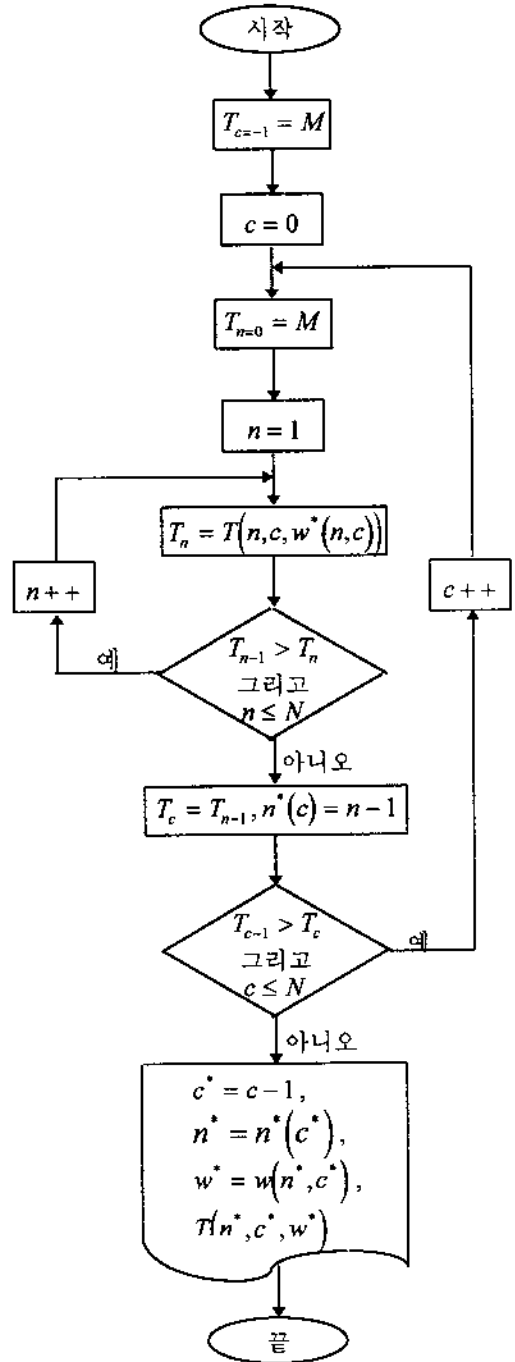 시작
T_{c=-1} = M
c = 0
T_{n=0} = M
n = 1
T_n = T(n,c,w^*(n,c))
n++
c++
예
T_{n-1} > T_n
그리고
n ≤ N
아니오
T_c = T_{n-1}, n^*(c) = n-1
T_{c-1} > T_c
그리고
c ≤ N
예
아니오
c^* = c-1,
n^* = n^*(c^*),
w^* = w(n^*,c^*),
T(n^*,c^*,w^*)
끝